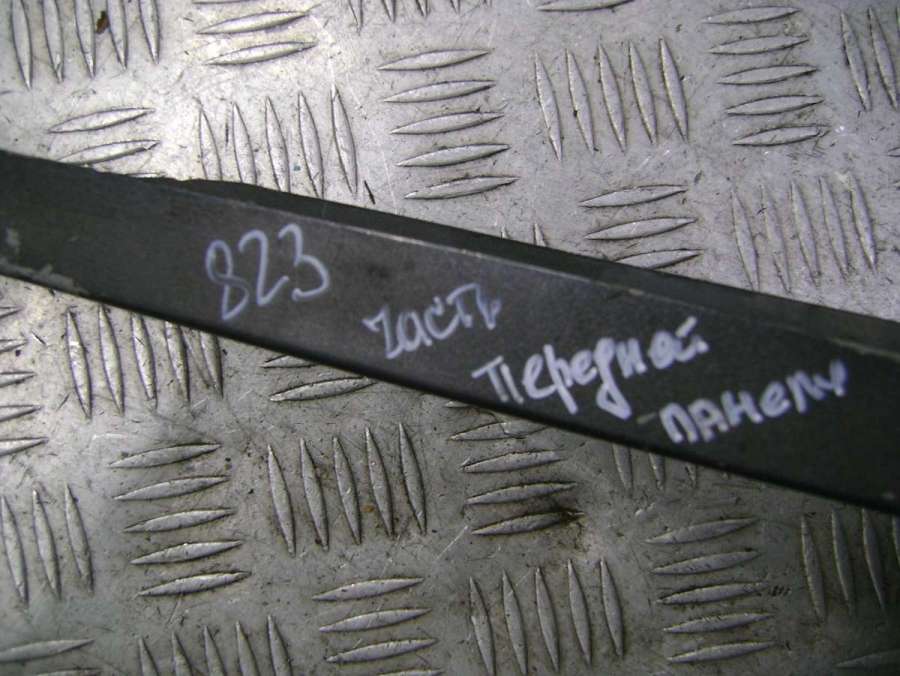 823
часть
Передней
панели